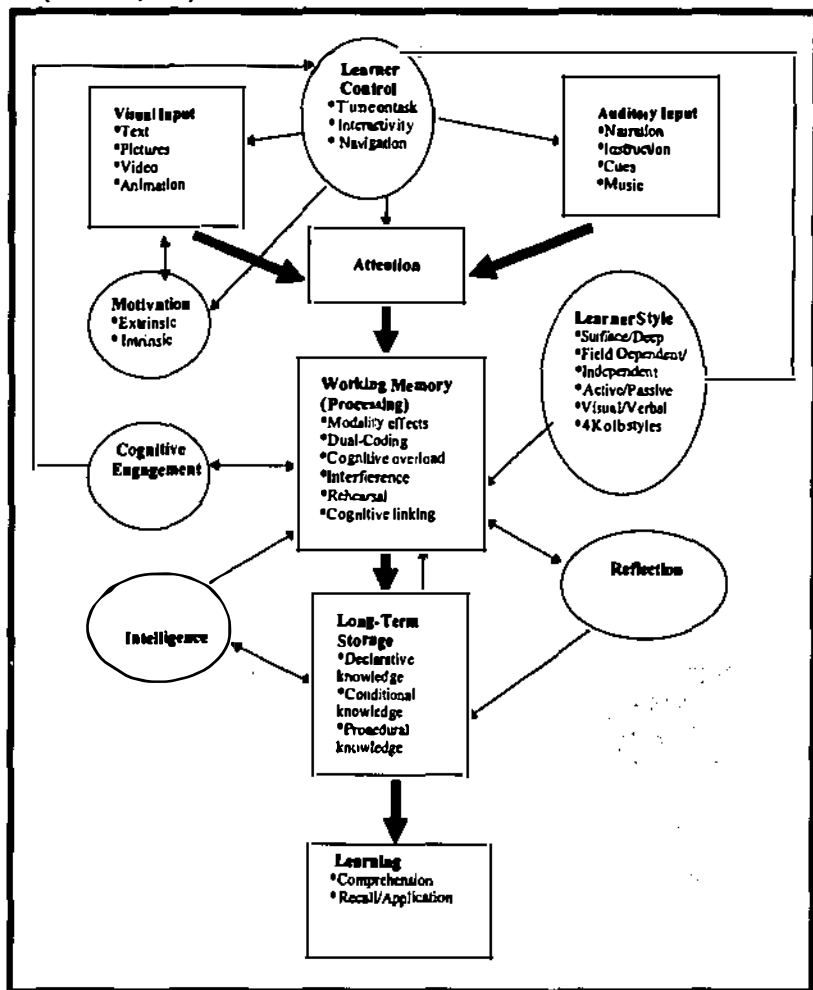 Learner
Control
*Time on task
*Interactivity
*Navigation
Visual Input
*Text
*Pictures
*Video
*Animation
Auditory Input
*Narration
*Instruction
*Cues
*Music
Attention
Motivation
*Extrinsic
*Intrinsic
Learner Style
*Surface/Deep
*Field Dependent/
*Independent
*Active/Passive
*Visual/Verbal
*4 Kolb styles
Working Memory
(Processing)
*Modality effects
*Dual-Coding
*Cognitive overload
*Interference
*Rehearsal
*Cognitive linking
Cognitive
Engagement
Reflection
Intelligence
Long-Term
Storage
*Declarative
knowledge
*Conditional
knowledge
*Procedural
knowledge
Learning
*Comprehension
*Recall/Application